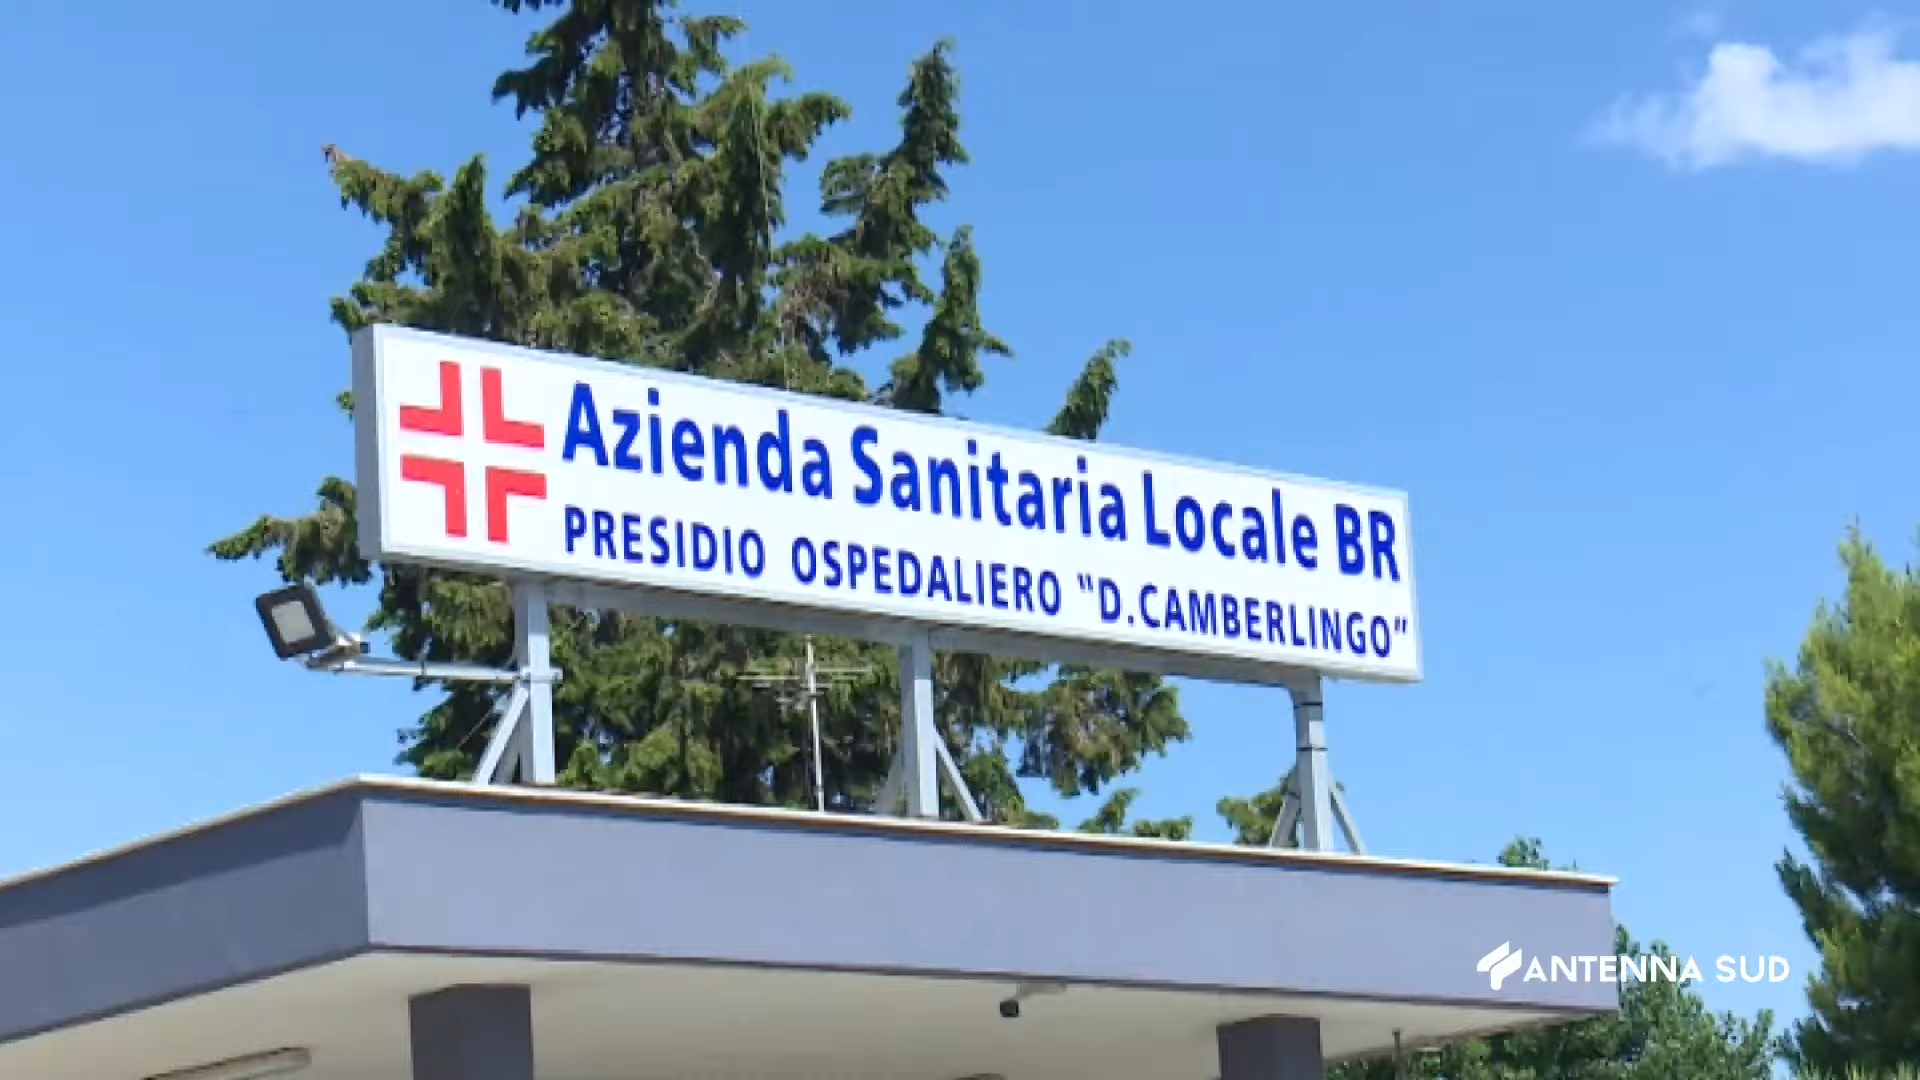 Azienda Sanitaria Locale BR
PRESIDIO OSPEDALIERO "D.CAMBERLINGO"
ANTENNA SUD